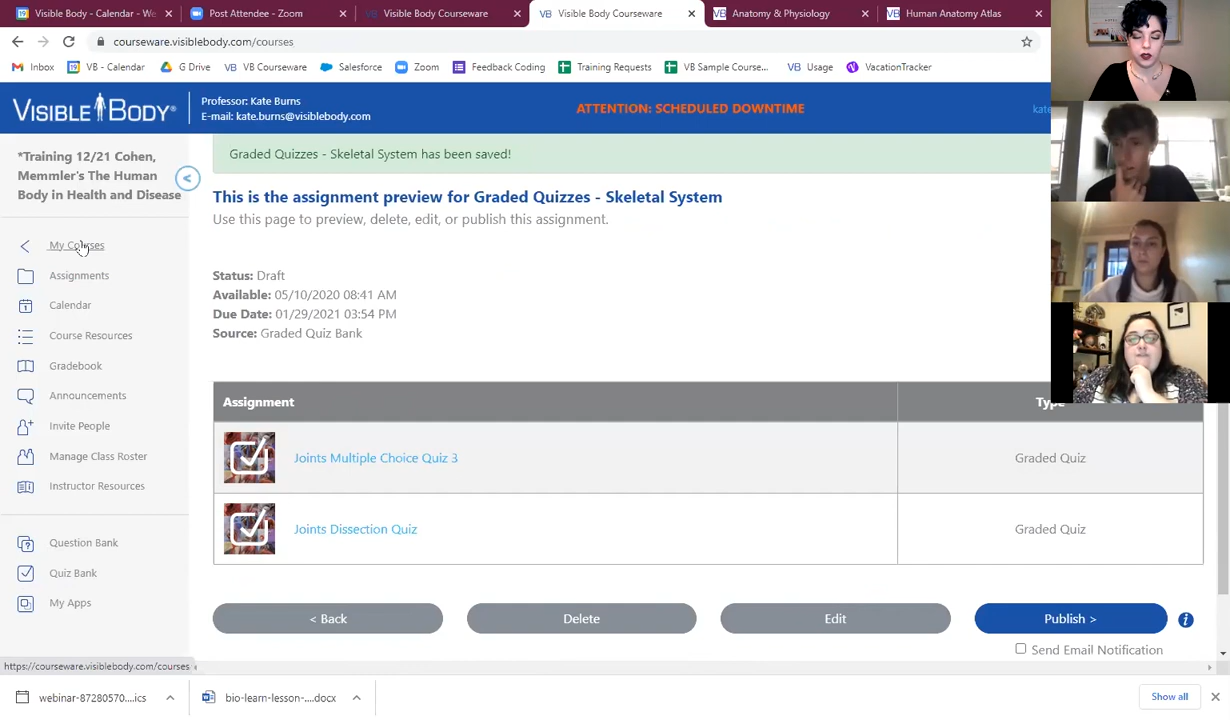 Visible Body - Calendar - We
Post Attendee - Zoom
Visible Body Courseware
Visible Body Courseware
Anatomy & Physiology
Human Anatomy Atlas
courseware.visiblebody.com/courses
Inbox
VB - Calendar
G Drive
VB Courseware
Salesforce
Zoom
Feedback Coding
Training Requests
VB Sample Course...
Usage
VacationTracker
VISIBLE BODY®
Professor: Kate Burns
E-mail: kate.burns@visiblebody.com
ATTENTION: SCHEDULED DOWNTIME
kate
*Training 12/21 Cohen,
Memmler's The Human
Body in Health and Disease
My Courses
Assignments
Calendar
Course Resources
Gradebook
Announcements
Invite People
Manage Class Roster
Instructor Resources
Question Bank
Quiz Bank
My Apps
Graded Quizzes - Skeletal System has been saved!
This is the assignment preview for Graded Quizzes - Skeletal System
Use this page to preview, delete, edit, or publish this assignment.
Status: Draft
Available: 05/10/2020 08:41 AM
Due Date: 01/29/2021 03:54 PM
Source: Graded Quiz Bank
Assignment
Type
Joints Multiple Choice Quiz 3
Graded Quiz
Joints Dissection Quiz
Graded Quiz
< Back
Delete
Edit
Publish >
Send Email Notification
https://courseware.visiblebody.com/courses
webinar-87280570....ics
bio-learn-lesson-....docx
Show all